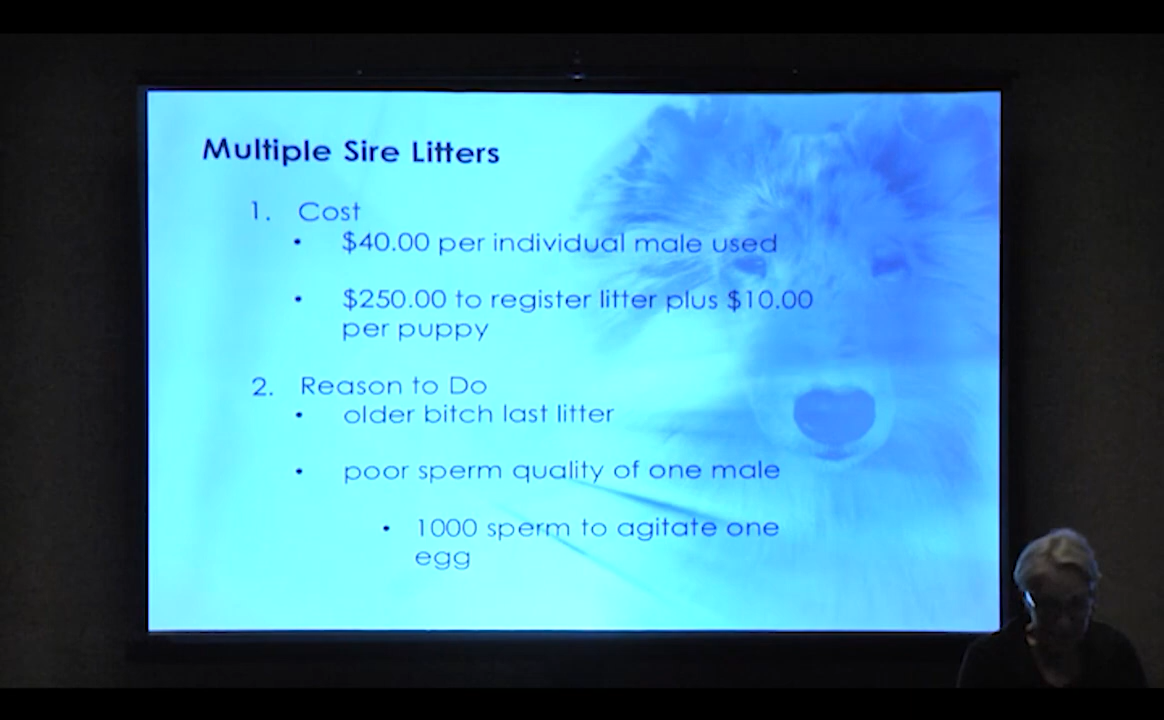 Multiple Sire Litters
1. Cost
• $40.00 per individual male used
• $250.00 to register litter plus $10.00
per puppy
2. Reason to Do
• older bitch last litter
• poor sperm quality of one male
• 1000 sperm to agitate one
egg